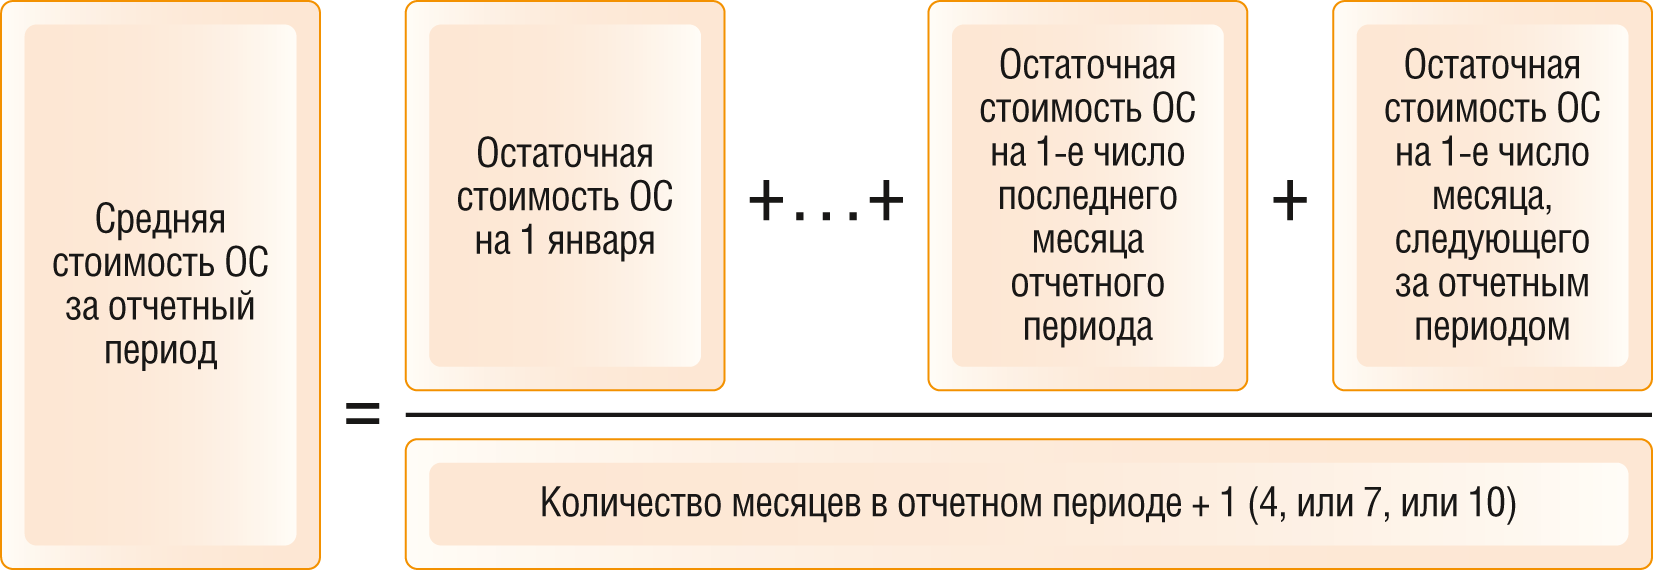 Средняя
стоимость ОС
за отчетный
период
=
Остаточная
стоимость ОС
на 1 января
+…+
Остаточная
стоимость ОС
на 1-е число
последнего
месяца
отчетного
периода
+
Остаточная
стоимость ОС
на 1-е число
месяца,
следующего
за отчетным
периодом
Количество месяцев в отчетном периоде + 1 (4, или 7, или 10)